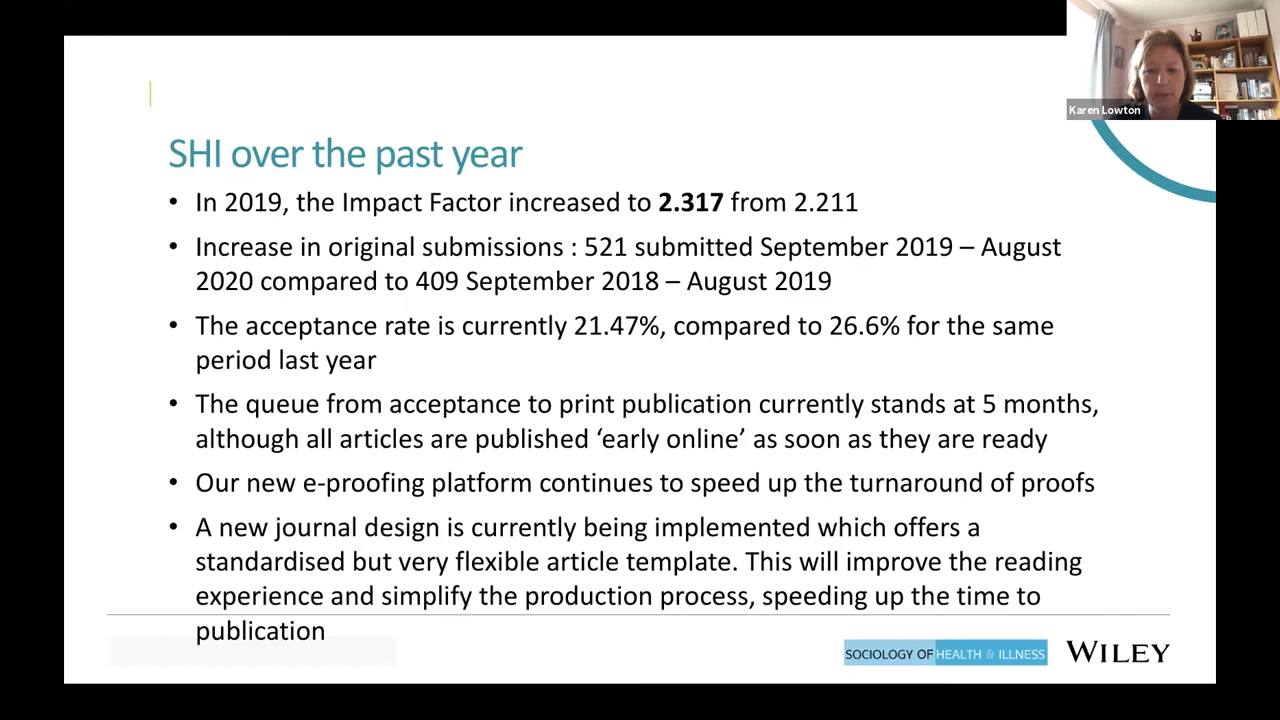 Karen Lowton
SHI over the past year
• In 2019, the Impact Factor increased to 2.317 from 2.211
• Increase in original submissions : 521 submitted September 2019 – August
2020 compared to 409 September 2018 – August 2019
• The acceptance rate is currently 21.47%, compared to 26.6% for the same
period last year
• The queue from acceptance to print publication currently stands at 5 months,
although all articles are published ‘early online’ as soon as they are ready
• Our new e-proofing platform continues to speed up the turnaround of proofs
• A new journal design is currently being implemented which offers a
standardised but very flexible article template. This will improve the reading
experience and simplify the production process, speeding up the time to
publication
SOCIOLOGY OF HEALTH & ILLNESS
WILEY